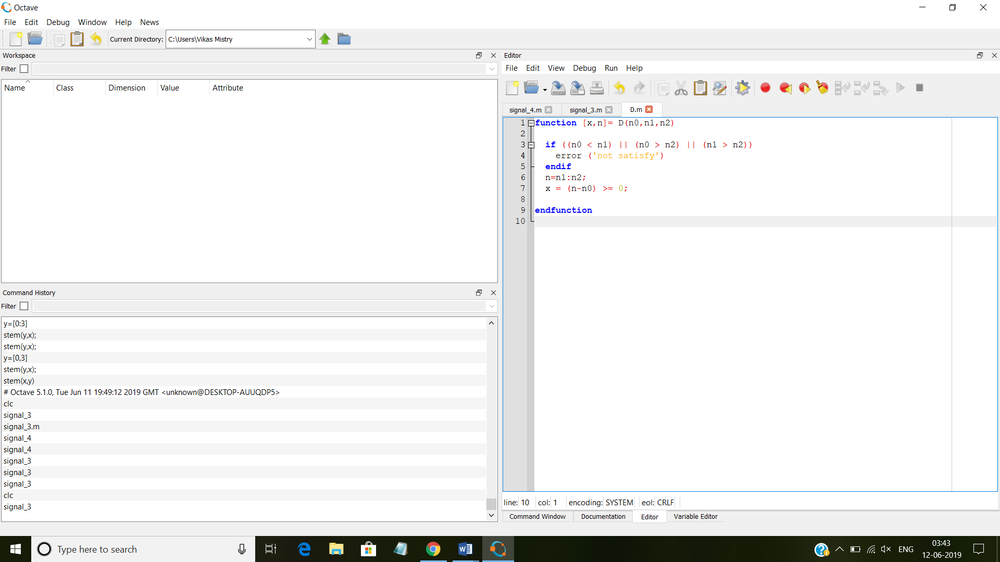 Octave
File Edit Debug Window Help News
Current Directory: C:\Users\Vikas Mistry
Workspace
Filter
Name Class Dimension Value Attribute
Command History
Filter
y=[0:3]
stem(y,x);
stem(y,x);
y=[0,3]
stem(y,x);
stem(x,y)
# Octave 5.1.0, Tue Jun 11 19:49:12 2019 GMT <unknown@DESKTOP-AUUQDP5>
clc
signal_3
signal_3.m
signal_4
signal_4
signal_3
signal_3
signal_3
clc
signal_3
Editor
File Edit View Debug Run Help
signal_4.m signal_3.m D.m
1 function [x,n]= D(n0,n1,n2)
2
3 if ((n0 < n1) || (n0 > n2) || (n1 > n2))
4 error ('not satisfy')
5 endif
6 n=n1:n2;
7 x = (n-n0) >= 0;
8
9 endfunction
10
line: 10 col: 1 encoding: SYSTEM eol: CRLF
Command Window Documentation Editor Variable Editor
Type here to search
ENG
03:43
12-06-2019